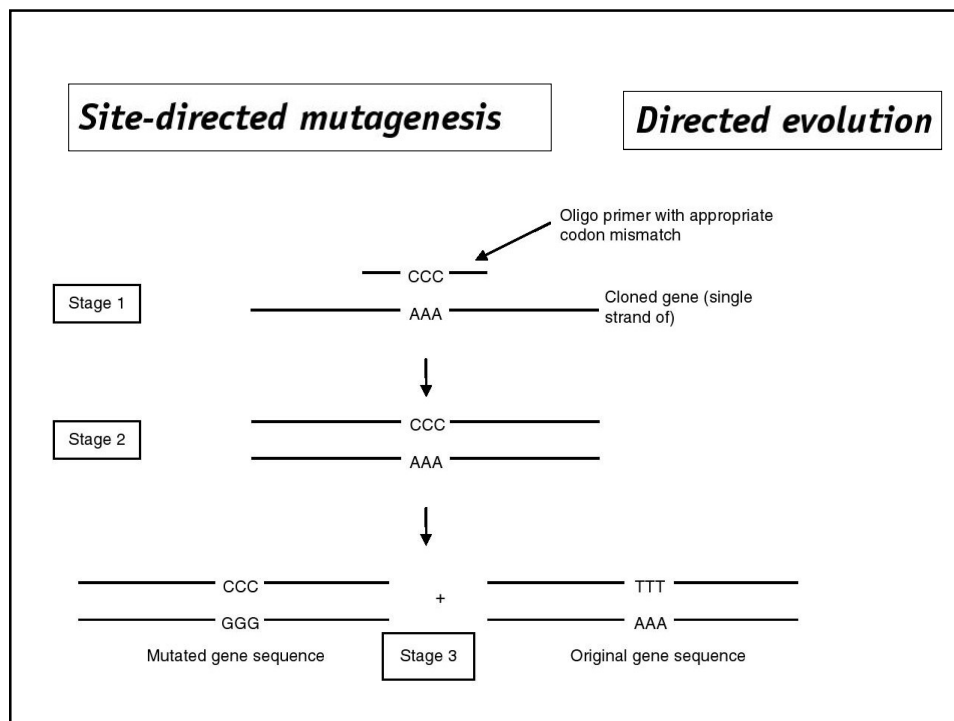 Site-directed mutagenesis
Directed evolution
Oligo primer with appropriate
codon mismatch
CCC
Stage 1
AAA
Cloned gene (single
strand of)
CCC
Stage 2
AAA
CCC
TTT
+
GGG
AAA
Mutated gene sequence
Stage 3
Original gene sequence